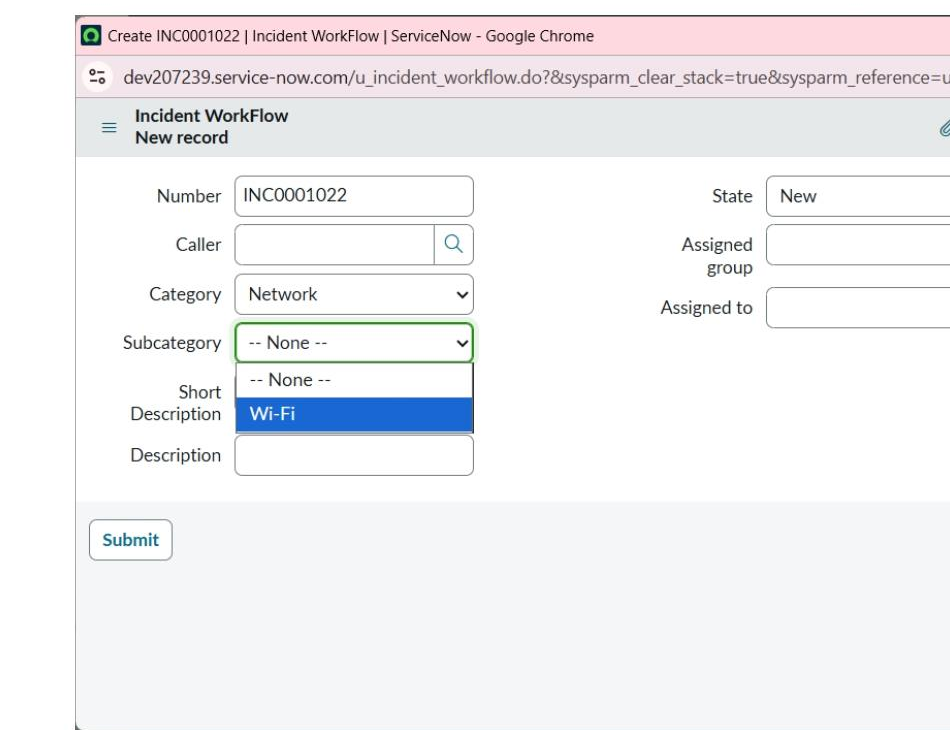 Create INC0001022 | Incident WorkFlow | ServiceNow - Google Chrome
dev207239.service-now.com/u_incident_workflow.do?&sysparm_clear_stack=true&sysparm_reference=u
Incident WorkFlow
New record
Number INC0001022
Caller
Category Network
Subcategory -- None --
-- None --
Wi-Fi
Short
Description
Description
State New
Assigned
group
Assigned to
Submit